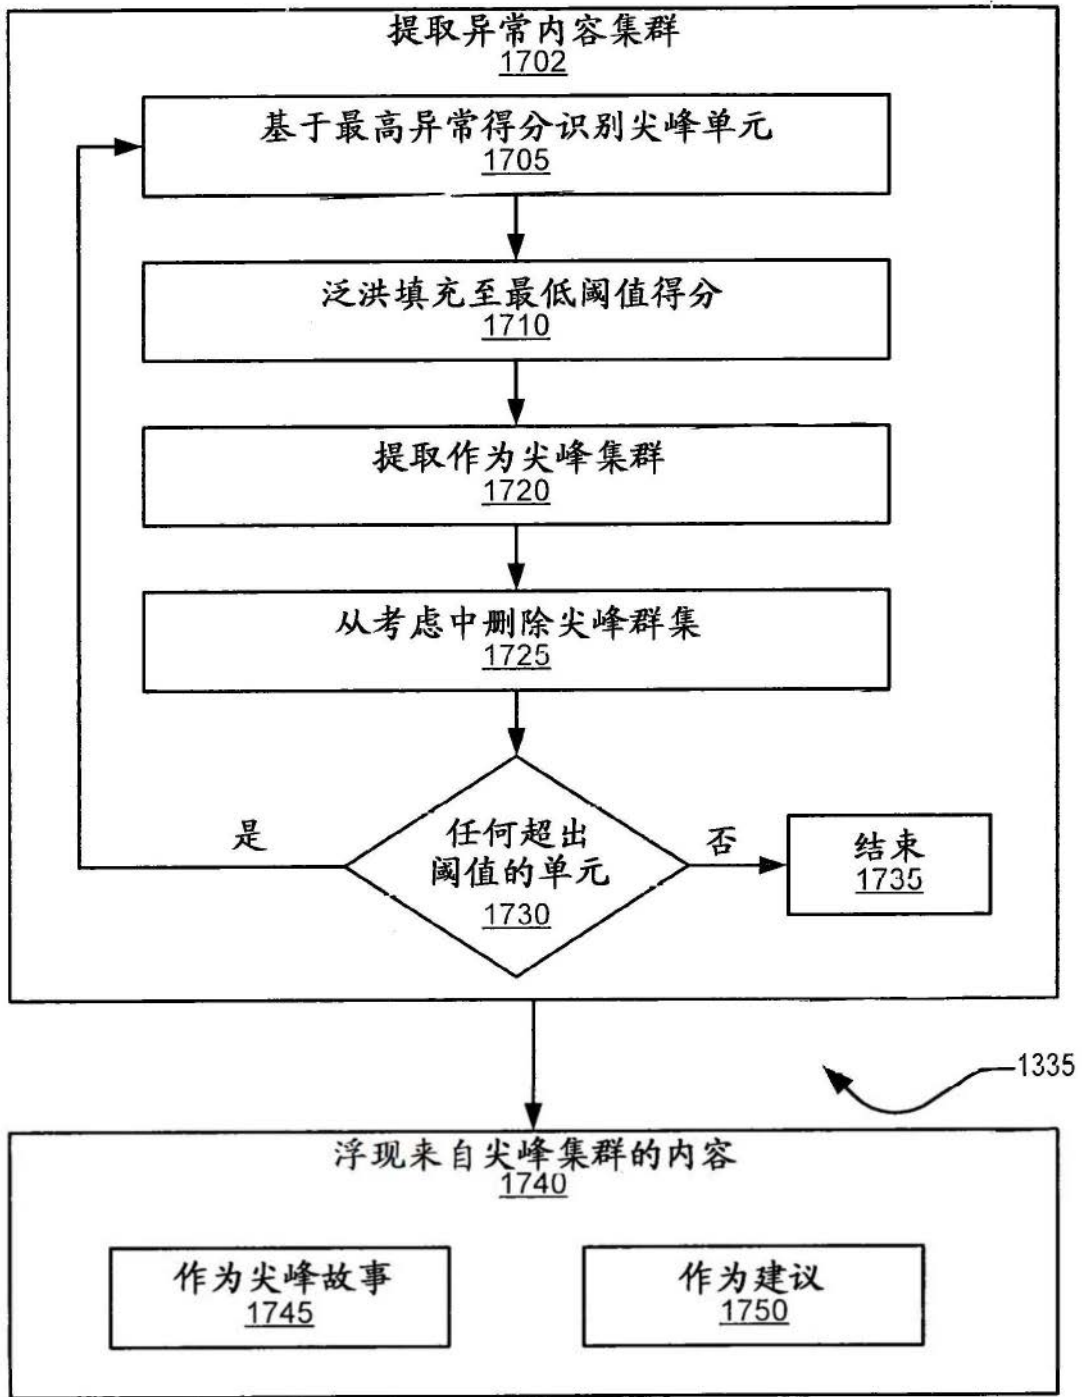 提取异常内容集群
1702
基于最高异常得分识别尖峰单元
1705
泛洪填充至最低阈值得分
1710
提取作为尖峰集群
1720
从考虑中删除尖峰群集
1725
是
任何超出
阈值的单元
1730
否
结束
1735
1335
浮现来自尖峰集群的内容
1740
作为尖峰故事
1745
作为建议
1750